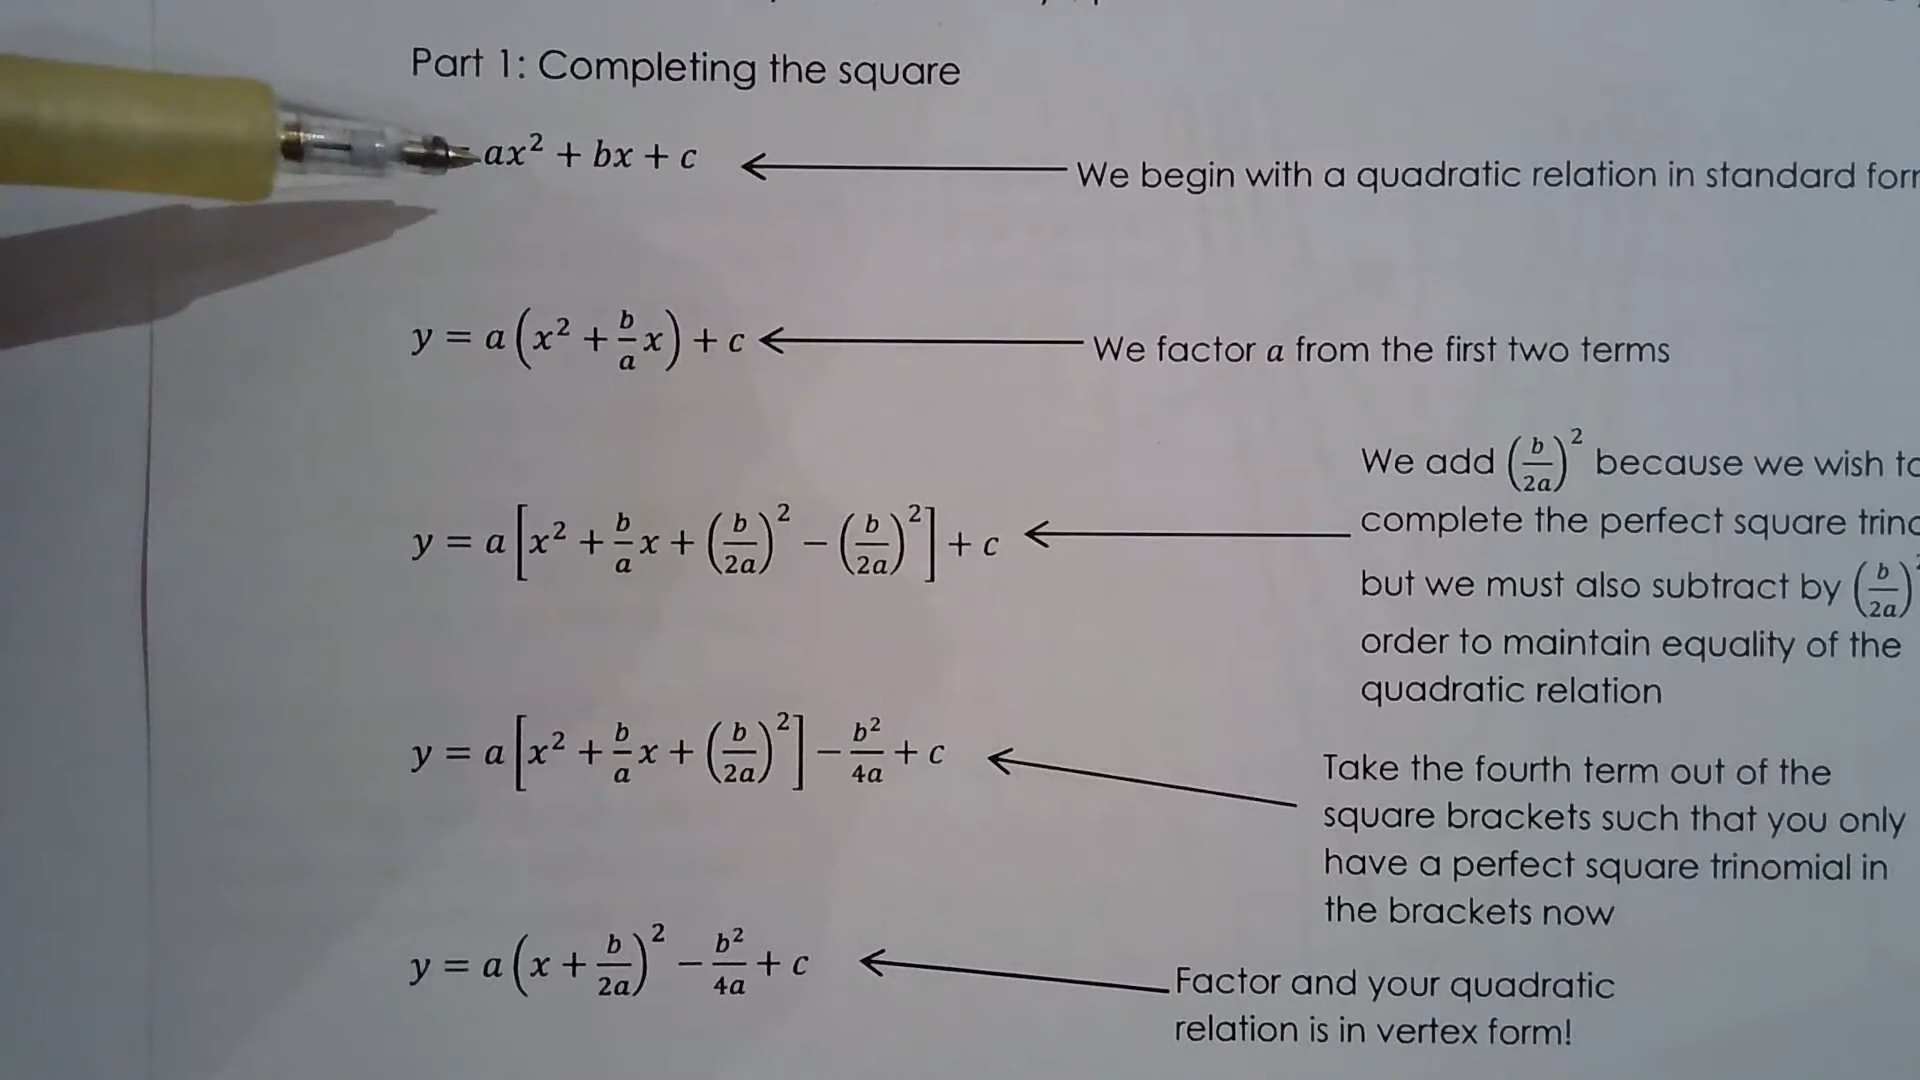 Part 1: Completing the square
ax² + bx + c
We begin with a quadratic relation in standard
y = a(x² + b/a x) + c
We factor a from the first two terms
y = a[x² + b/a x + (b/2a)² − (b/2a)²] + c
We add (b/2a)² because we wish
complete the perfect square
but we must also subtract by (b/2a)
order to maintain equality of the
quadratic relation
y = a[x² + b/a x + (b/2a)²] − b²/4a + c
Take the fourth term out of the
square brackets such that you only
have a perfect square trinomial in
the brackets now
y = a(x + b/2a)² − b²/4a + c
Factor and your quadratic
relation is in vertex form!